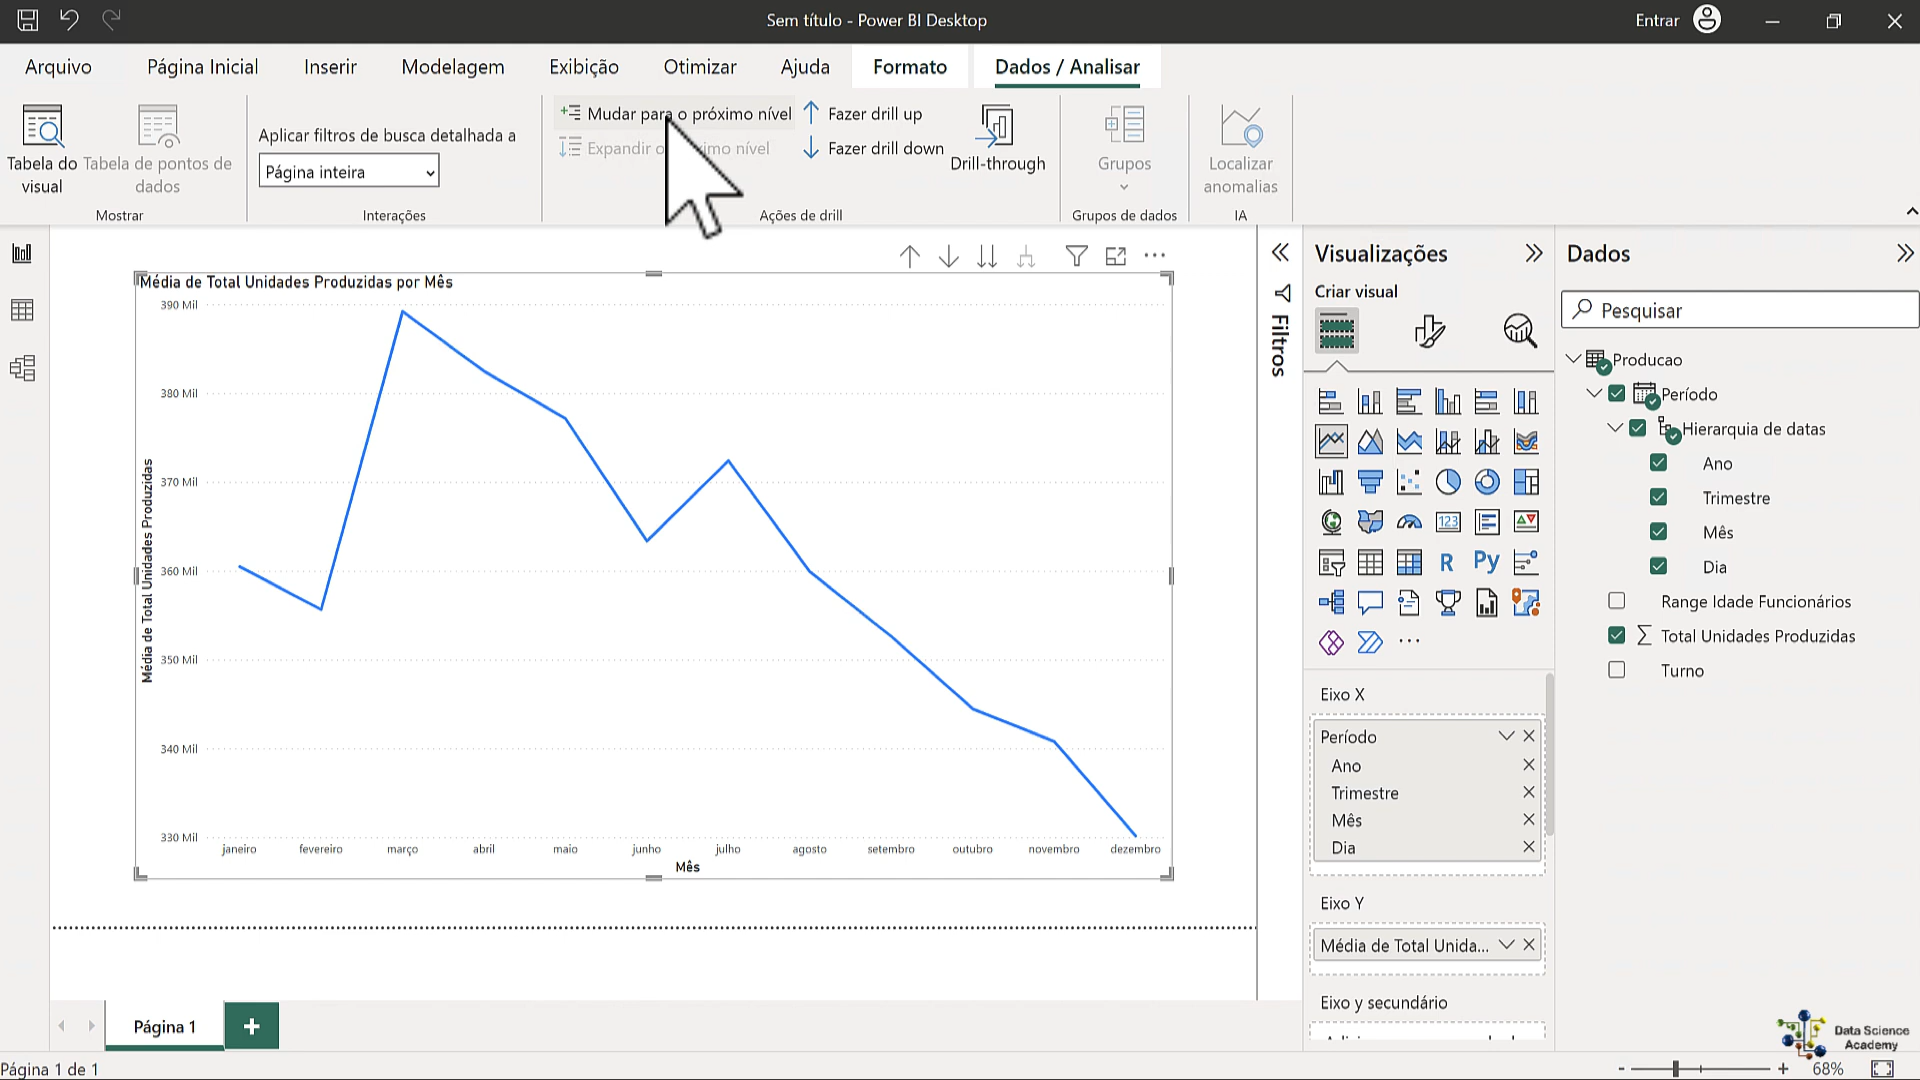 Sem título - Power BI Desktop
Entrar
Arquivo
Página Inicial
Inserir
Modelagem
Exibição
Otimizar
Ajuda
Formato
Dados / Analisar
Tabela do visual
Tabela de pontos de dados
Mostrar
Aplicar filtros de busca detalhada a
Página inteira
Interações
Mudar para o próximo nível
Expandir nível
Fazer drill up
Fazer drill down
Drill-through
Ações de drill
Grupos
Grupos de dados
Localizar anomalias
IA
Média de Total Unidades Produzidas por Mês
Média de Total Unidades Produzidas
390 Mil
380 Mil
370 Mil
360 Mil
350 Mil
340 Mil
330 Mil
janeiro fevereiro março abril maio junho julho agosto setembro outubro novembro dezembro
Mês
Filtros
Visualizações
Criar visual
123
R
Py
Eixo X
Período
Ano
Trimestre
Mês
Dia
Eixo Y
Média de Total Unida...
Eixo y secundário
Dados
Pesquisar
Producao
Período
Hierarquia de datas
Ano
Trimestre
Mês
Dia
Range Idade Funcionários
Total Unidades Produzidas
Turno
Data Science
Academy
Página 1
Página 1 de 1
68%